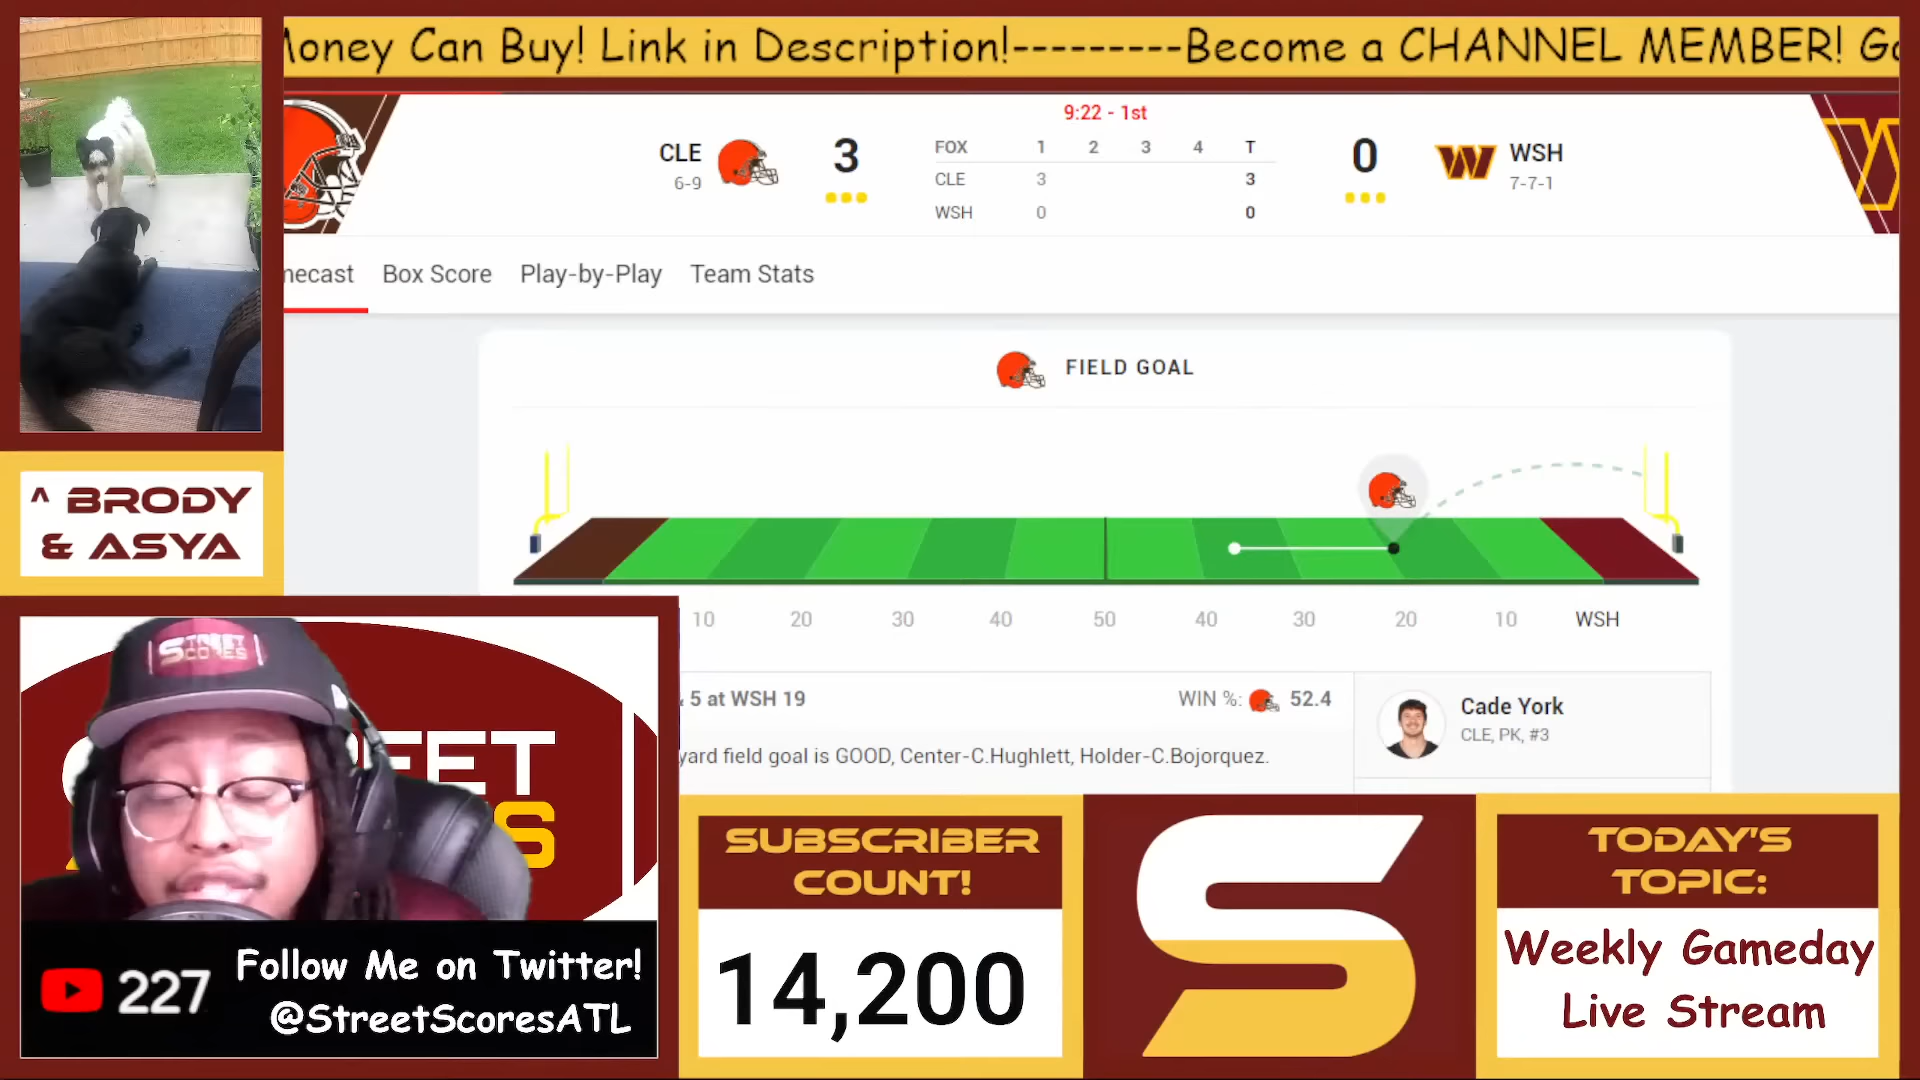 Money Can Buy! Link in Description!---------Become a CHANNEL MEMBER!
9:22 - 1st
CLE
6-9
3
FOX 1 2 3 4 T
CLE 3 3
WSH 0 0
0
WSH
7-7-1
Box Score Play-by-Play Team Stats
FIELD GOAL
10 20 30 40 50 40 30 20 10 WSH
^ BRODY
& ASYA
5 at WSH 19
WIN %: 52.4
yard field goal is GOOD, Center-C.Hughlett, Holder-C.Bojorquez.
Cade York
CLE, PK, #3
STREET
SCORES
227
Follow Me on Twitter!
@StreetScoresATL
SUBSCRIBER
COUNT!
14,200
S
TODAY'S
TOPIC:
Weekly Gameday
Live Stream